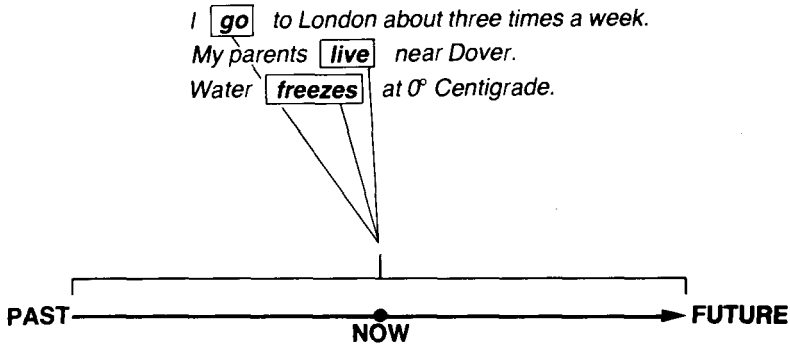 I go to London about three times a week.
My parents live near Dover.
Water freezes at 0° Centigrade.
PAST FUTURE
NOW